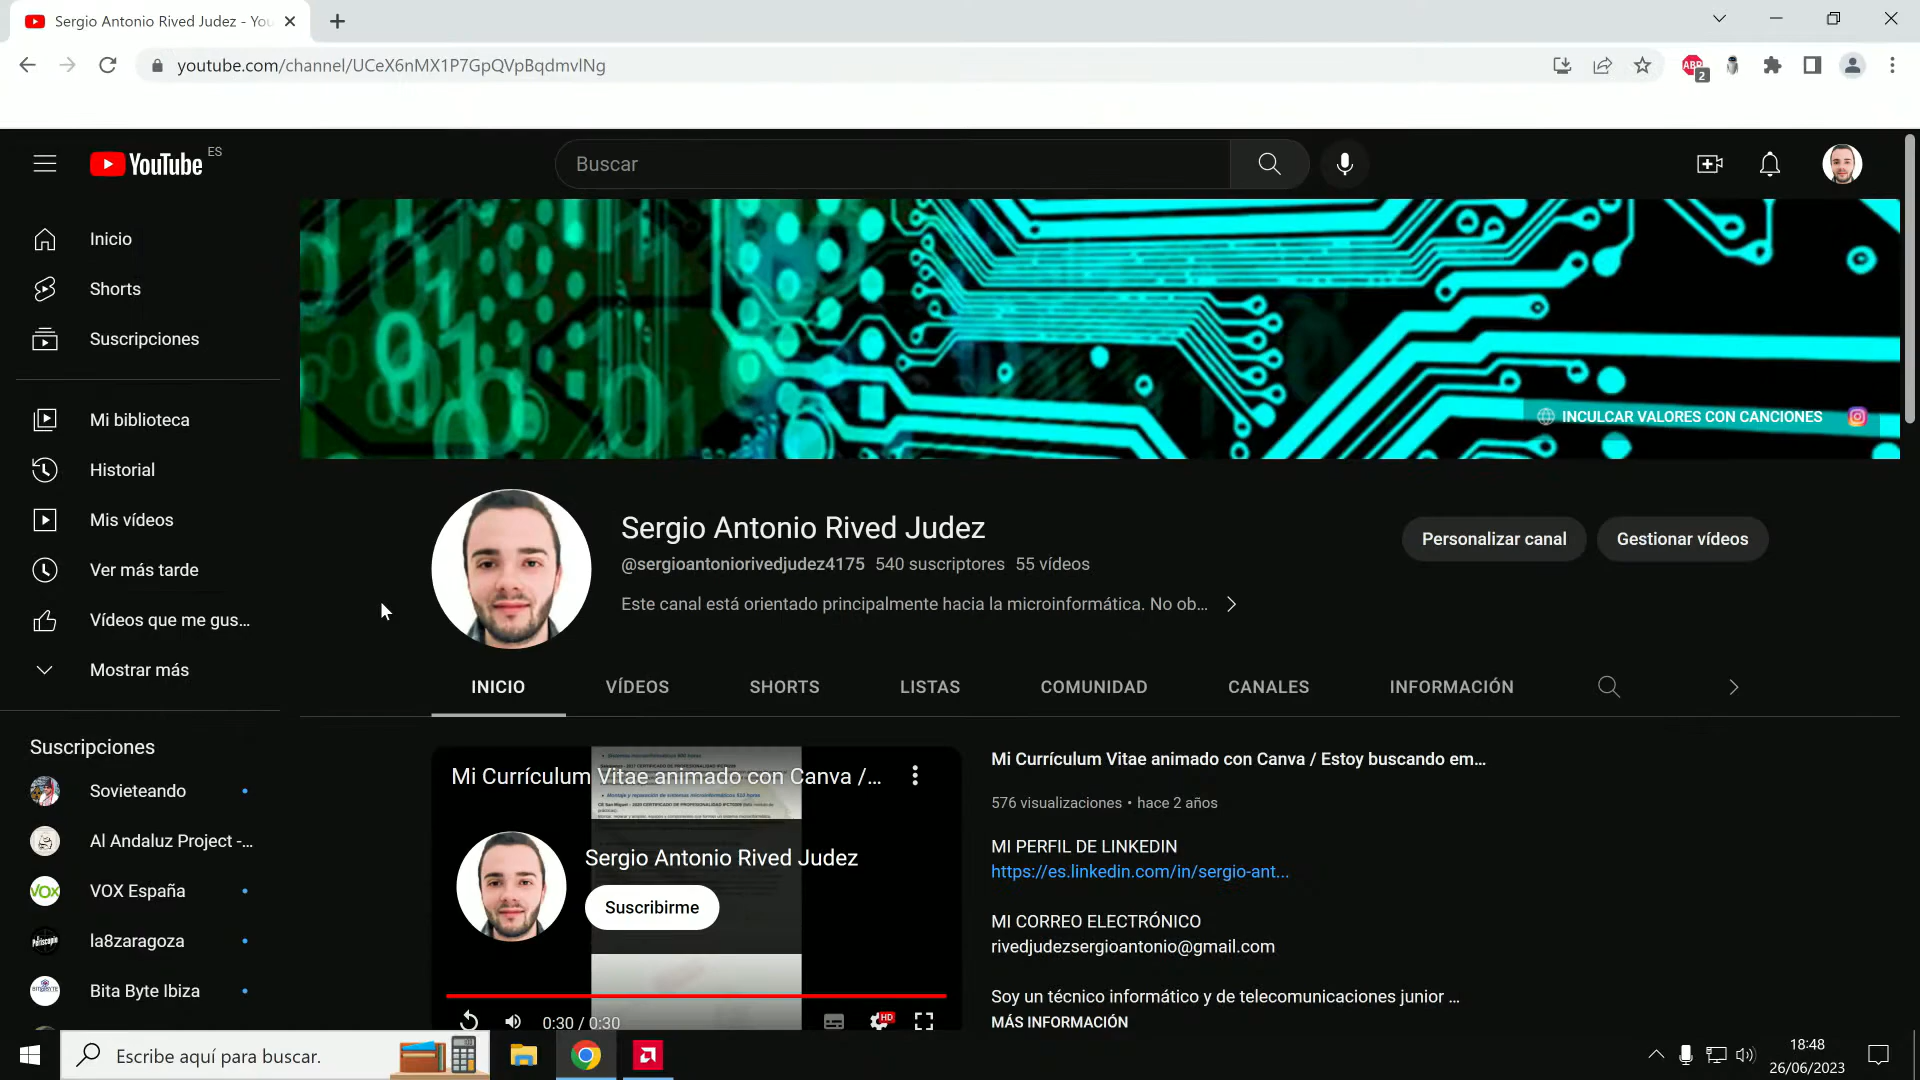 Sergio Antonio Rived Judez - You
youtube.com/channel/UCeX6nMX1P7GpQVpBqdmvlNg
ABP
2
YouTube ES
Buscar
Inicio
Shorts
Suscripciones
Mi biblioteca
Historial
Mis vídeos
Ver más tarde
Vídeos que me gus...
Mostrar más
Suscripciones
Sovieteando
Al Andaluz Project -...
VOX España
la8zaragoza
Bita Byte Ibiza
INCULCAR VALORES CON CANCIONES
Sergio Antonio Rived Judez
@sergioantoniorivedjudez4175 540 suscriptores 55 vídeos
Este canal está orientado principalmente hacia la microinformática. No ob...
Personalizar canal
Gestionar vídeos
INICIO
VÍDEOS
SHORTS
LISTAS
COMUNIDAD
CANALES
INFORMACIÓN
Mi Currículum Vitae animado con Canva /...
Sergio Antonio Rived Judez
Suscribirme
0:30 / 0:30
HD
Mi Currículum Vitae animado con Canva / Estoy buscando em...
576 visualizaciones • hace 2 años
MI PERFIL DE LINKEDIN
https://es.linkedin.com/in/sergio-ant...
MI CORREO ELECTRÓNICO
rivedjudezsergioantonio@gmail.com
Soy un técnico informático y de telecomunicaciones junior ...
MÁS INFORMACIÓN
Escribe aquí para buscar.
18:48
26/06/2023